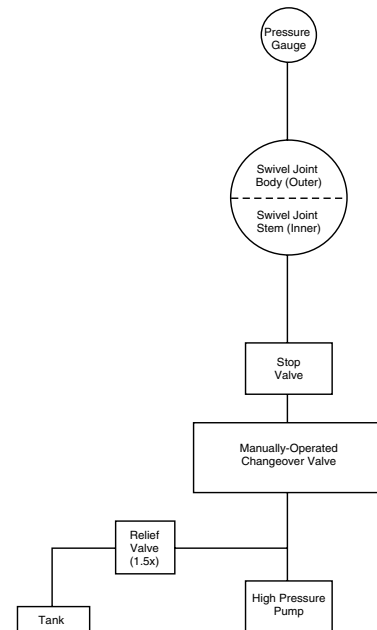 Pressure
Gauge
Swivel Joint
Body (Outer)
Swivel Joint
Stem (Inner)
Stop
Valve
Manually-Operated
Changeover Valve
Relief
Valve
(1.5x)
High Pressure
Pump
Tank